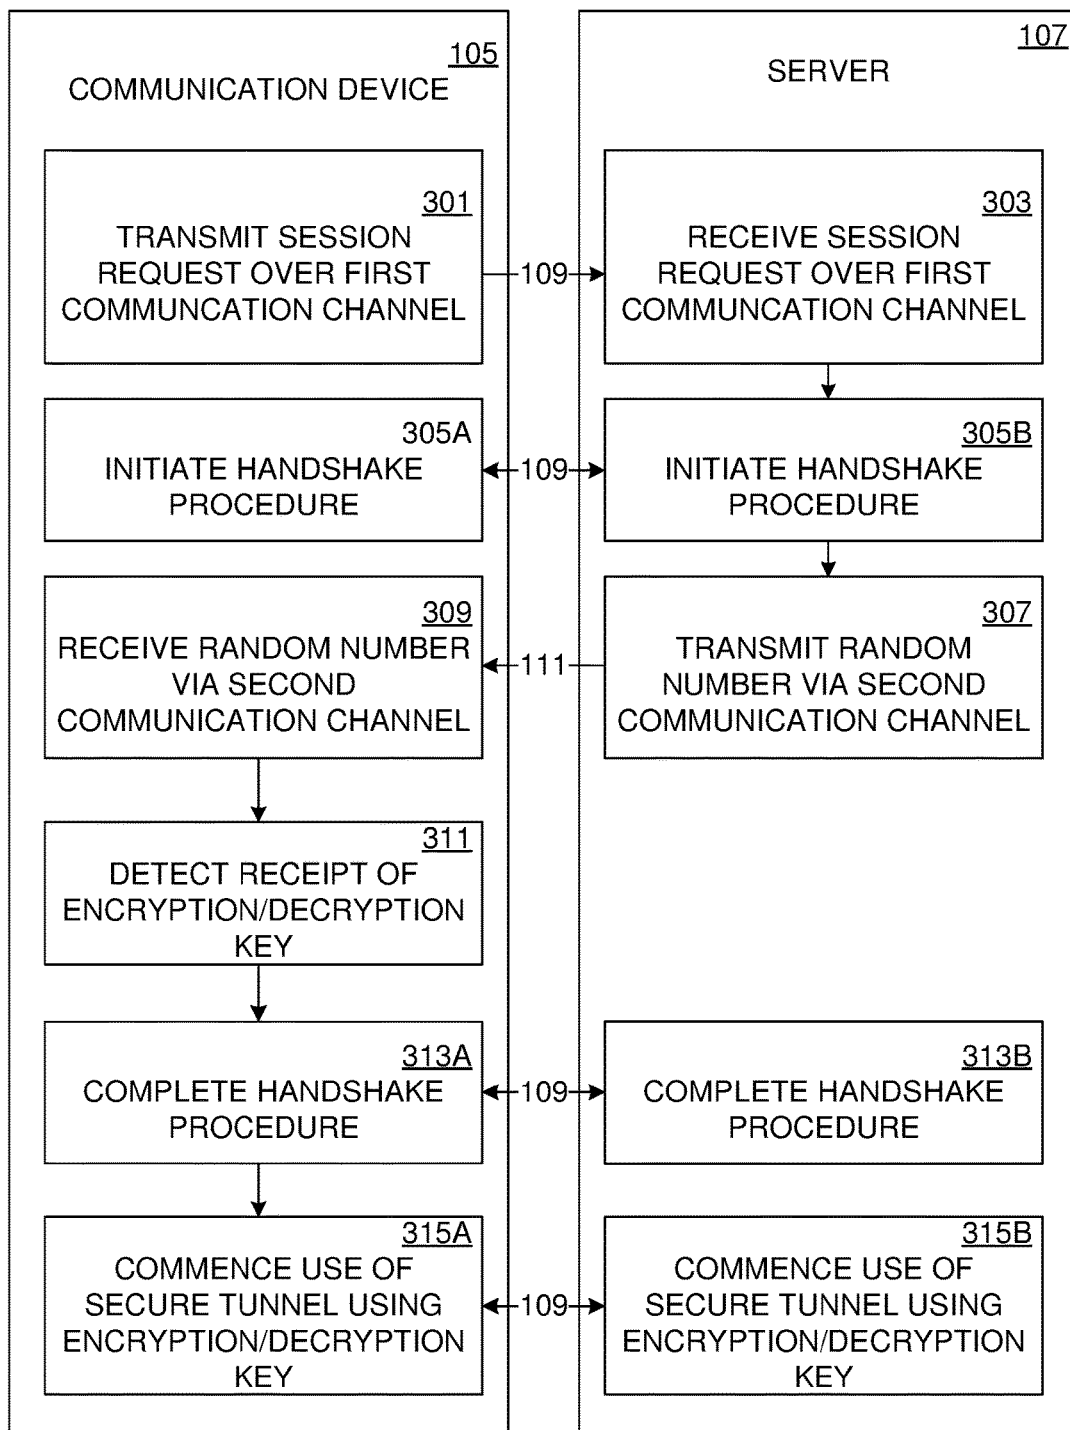 105
COMMUNICATION DEVICE
107
SERVER
301
TRANSMIT SESSION
REQUEST OVER FIRST
COMMUNCATION CHANNEL
109
303
RECEIVE SESSION
REQUEST OVER FIRST
COMMUNCATION CHANNEL
305A
INITIATE HANDSHAKE
PROCEDURE
109
305B
INITIATE HANDSHAKE
PROCEDURE
309
RECEIVE RANDOM NUMBER
VIA SECOND
COMMUNICATION CHANNEL
111
307
TRANSMIT RANDOM
NUMBER VIA SECOND
COMMUNICATION CHANNEL
311
DETECT RECEIPT OF
ENCRYPTION/DECRYPTION
KEY
313A
COMPLETE HANDSHAKE
PROCEDURE
109
313B
COMPLETE HANDSHAKE
PROCEDURE
315A
COMMENCE USE OF
SECURE TUNNEL USING
ENCRYPTION/DECRYPTION
KEY
109
315B
COMMENCE USE OF
SECURE TUNNEL USING
ENCRYPTION/DECRYPTION
KEY